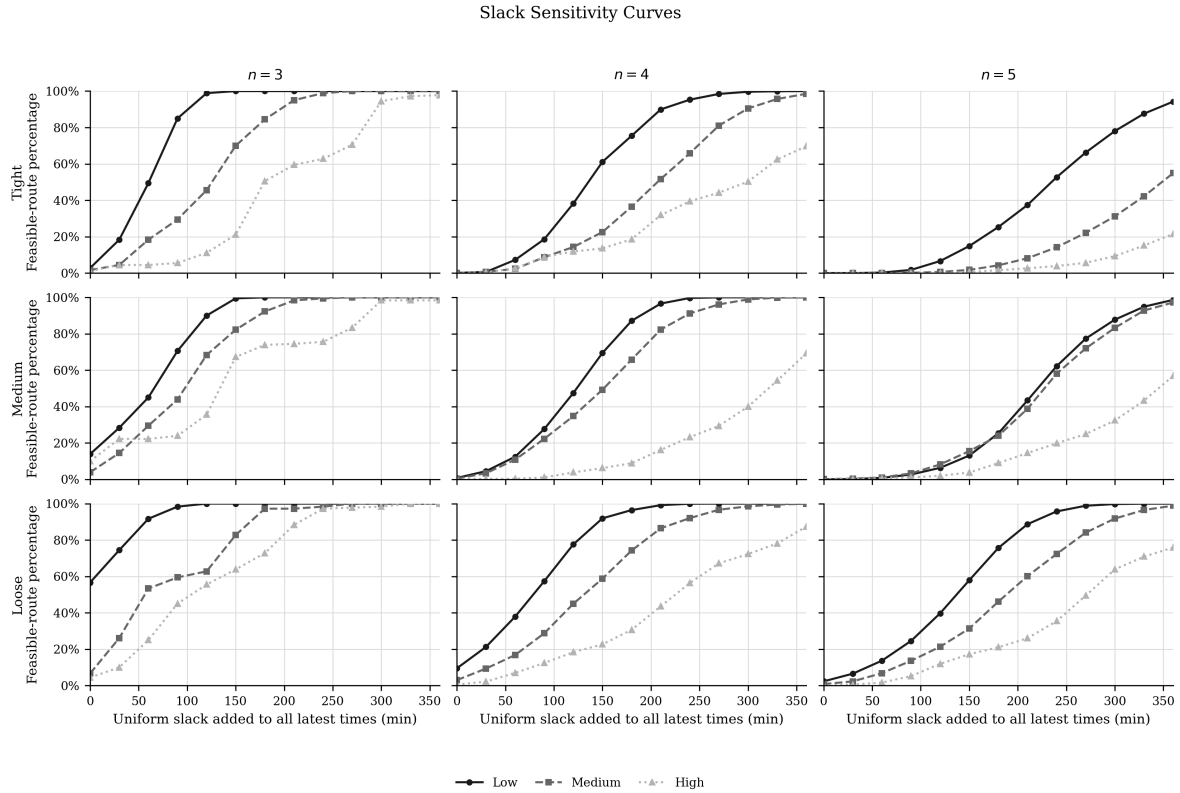 Slack Sensitivity Curves
n = 3
n = 4
n = 5
Tight
Feasible-route percentage
100%
80%
60%
40%
20%
0%
Medium
Feasible-route percentage
100%
80%
60%
40%
20%
0%
Loose
Feasible-route percentage
100%
80%
60%
40%
20%
0%
0 50 100 150 200 250 300 350
0 50 100 150 200 250 300 350
0 50 100 150 200 250 300 350
Uniform slack added to all latest times (min)
Uniform slack added to all latest times (min)
Uniform slack added to all latest times (min)
Low Medium High